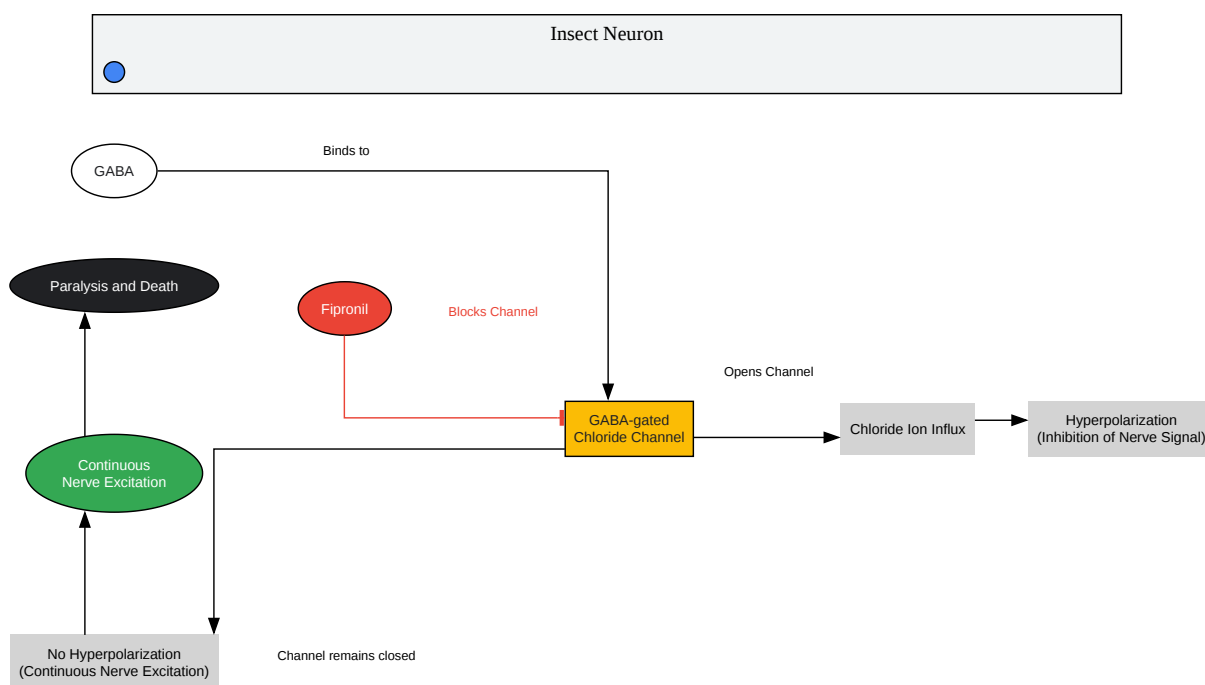 Insect Neuron
Binds to
GABA
Paralysis and Death
Fipronil
Blocks Channel
Opens Channel
GABA-gated
Chloride Channel
Chloride Ion Influx
Hyperpolarization
(Inhibition of Nerve Signal)
Continuous
Nerve Excitation
No Hyperpolarization
(Continuous Nerve Excitation)
Channel remains closed